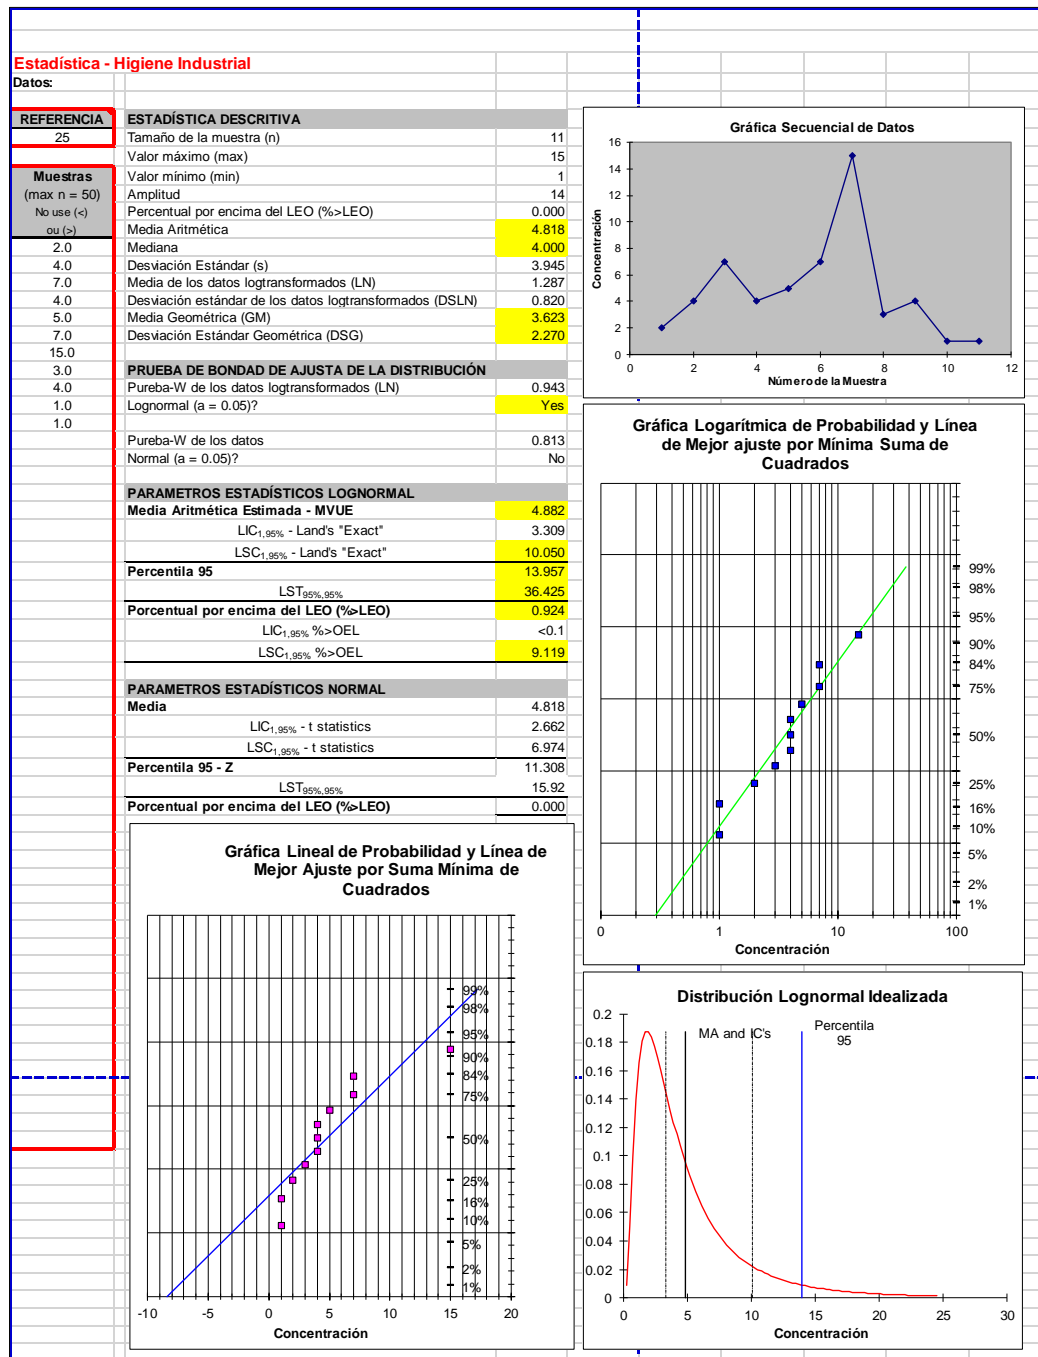 Estadística - Higiene Industrial
Datos:
REFERENCIA
25
Muestras
(max n = 50)
No use (<)
ou (>)
2.0
4.0
7.0
4.0
5.0
7.0
15.0
3.0
4.0
1.0
1.0
ESTADÍSTICA DESCRITIVA
Tamaño de la muestra (n) 11
Valor máximo (max) 15
Valor mínimo (min) 1
Amplitud 14
Percentual por encima del LEO (%>LEO) 0.000
Media Aritmética 4.818
Mediana 4.000
Desviación Estándar (s) 3.945
Media de los datos logtransformados (LN) 1.287
Desviación estándar de los datos logtransformados (DSLN) 0.820
Media Geométrica (GM) 3.623
Desviación Estándar Geométrica (DSG) 2.270
PRUEBA DE BONDAD DE AJUSTA DE LA DISTRIBUCIÓN
Pureba-W de los datos logtransformados (LN) 0.943
Lognormal (a = 0.05)? Yes
Pureba-W de los datos 0.813
Normal (a = 0.05)? No
PARAMETROS ESTADÍSTICOS LOGNORMAL
Media Aritmética Estimada - MVUE 4.882
LIC1,95% - Land's "Exact" 3.309
LSC1,95% - Land's "Exact" 10.050
Percentila 95 13.957
LST95%,95% 36.425
Porcentual por encima del LEO (%>LEO) 0.924
LIC1,95% %>OEL <0.1
LSC1,95% %>OEL 9.119
PARAMETROS ESTADÍSTICOS NORMAL
Media 4.818
LIC1,95% - t statistics 2.662
LSC1,95% - t statistics 6.974
Percentila 95 - Z 11.308
LST95%,95% 15.92
Porcentual por encima del LEO (%>LEO) 0.000
Gráfica Secuencial de Datos
Concentración
16
14
12
10
8
6
4
2
0
0 2 4 6 8 10 12
Número de la Muestra
Gráfica Logarítmica de Probabilidad y Línea
de Mejor ajuste por Mínima Suma de
Cuadrados
99%
98%
95%
90%
84%
75%
50%
25%
16%
10%
5%
2%
1%
0 1 10 100
Concentración
Gráfica Lineal de Probabilidad y Línea de
Mejor Ajuste por Suma Mínima de
Cuadrados
99%
98%
95%
90%
84%
75%
50%
25%
16%
10%
5%
2%
1%
-10 -5 0 5 10 15 20
Concentración
Distribución Lognormal Idealizada
MA and IC's
Percentila
95
0.2
0.18
0.16
0.14
0.12
0.1
0.08
0.06
0.04
0.02
0
0 5 10 15 20 25 30
Concentración